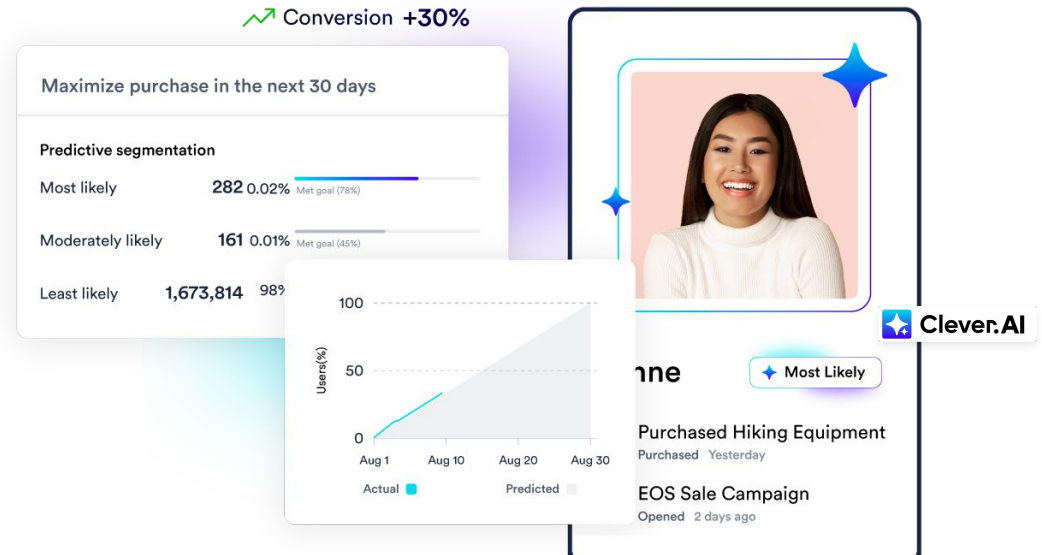 Conversion +30%
Maximize purchase in the next 30 days
Predictive segmentation
Most likely 282 0.02% Met goal (78%)
Moderately likely 161 0.01% Met goal (45%)
Least likely 1,673,814 98%
100
50
0
Users(%)
Aug 1 Aug 10 Aug 20 Aug 30
Actual Predicted
Clever.AI
nne
Most Likely
Purchased Hiking Equipment
Purchased Yesterday
EOS Sale Campaign
Opened 2 days ago